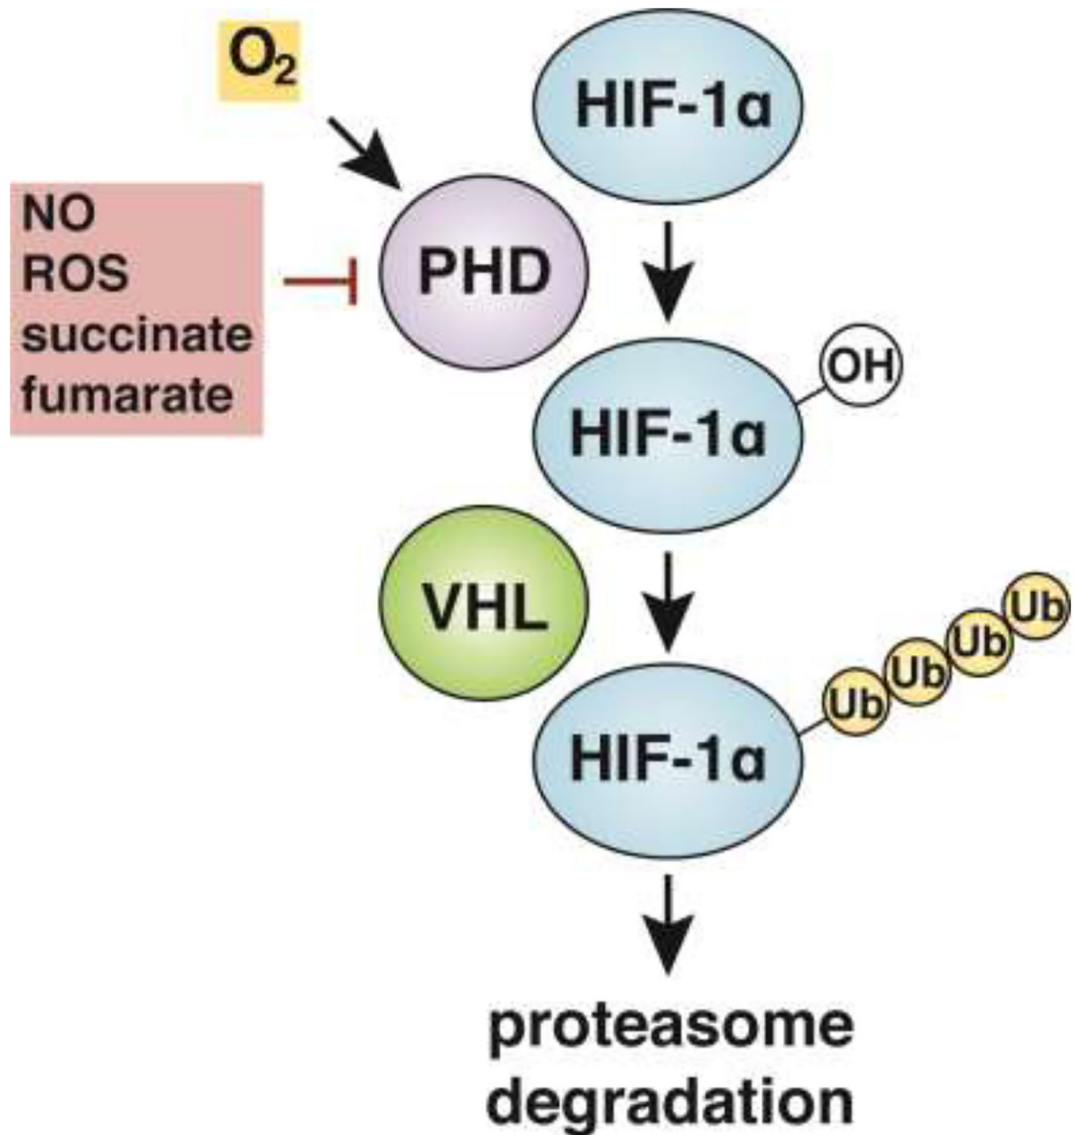 O₂
HIF-1α
NO
ROS
succinate
fumarate
PHD
HIF-1α
OH
VHL
HIF-1α
Ub
Ub
Ub
Ub
proteasome
degradation